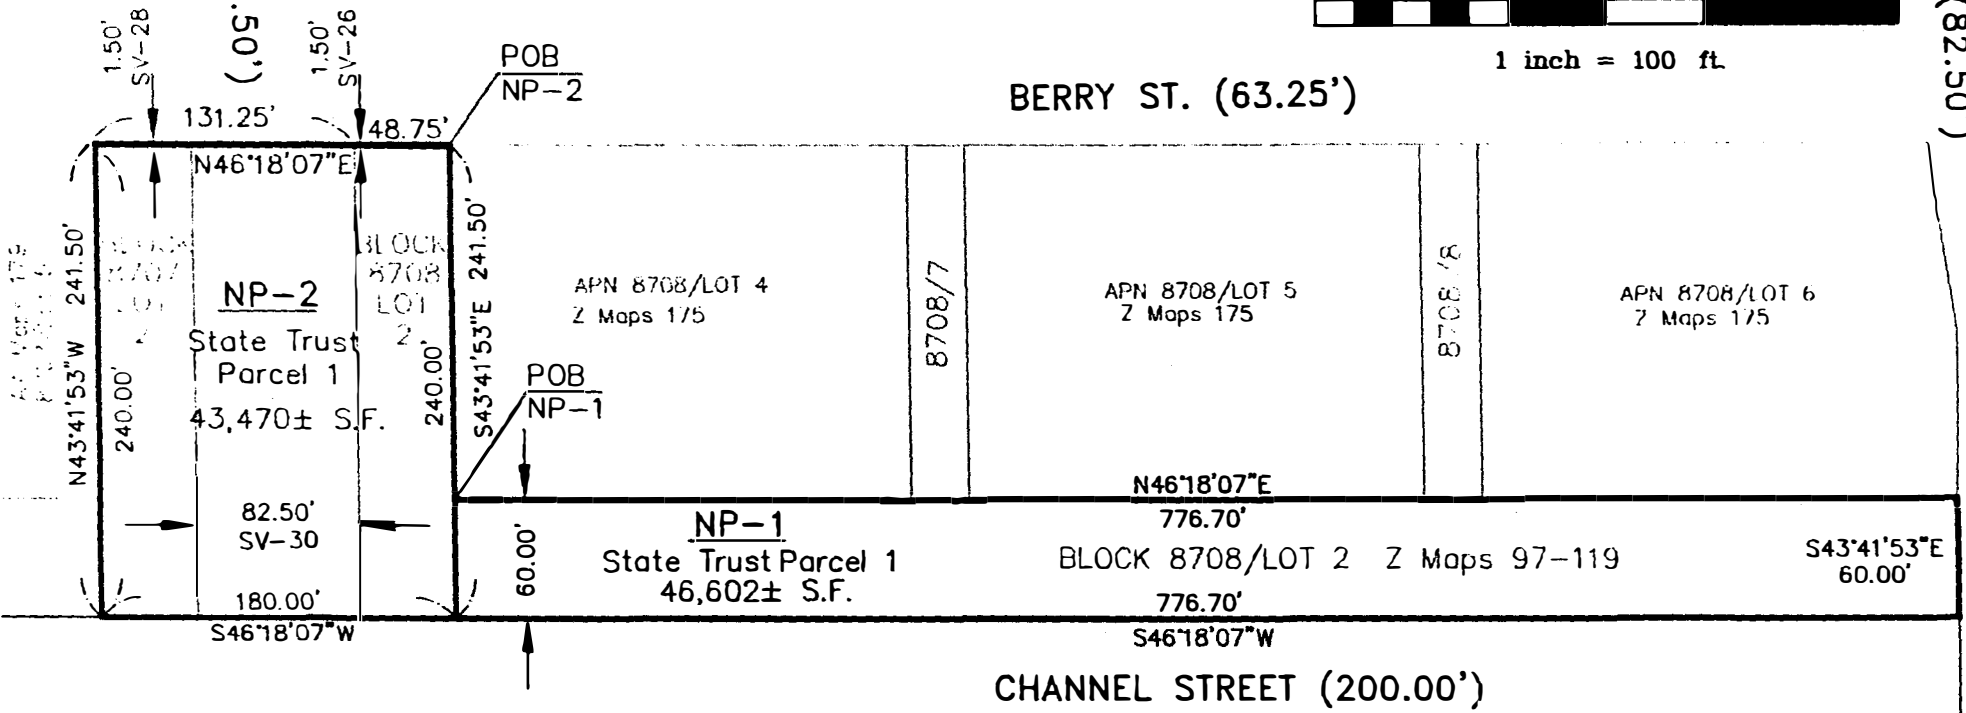 1.50'
SV-28
.50')
1.50'
SV-26
POB
NP-2
1 inch = 100 ft.
(82.50')
BERRY ST. (63.25')
131.25'
48.75'
N46°18'07"E
N43°41'53"W 241.50'
240.00'
BLOCK
8707
LOT
2
NP-2
State Trust
Parcel 1
43,470± S.F.
BLOCK
8708
LOT
2
240.00'
S43°41'53"E 241.50'
82.50'
SV-30
180.00'
S46°18'07"W
APN 8708/LOT 4
Z Maps 175
8708/7
APN 8708/LOT 5
Z Maps 175
8708/8
APN 8708/LOT 6
Z Maps 175
POB
NP-1
N46°18'07"E
776.70'
60.00'
NP-1
State Trust Parcel 1
46,602± S.F.
BLOCK 8708/LOT 2 Z Maps 97-119
S43°41'53"E
60.00'
776.70'
S46°18'07"W
CHANNEL STREET (200.00')